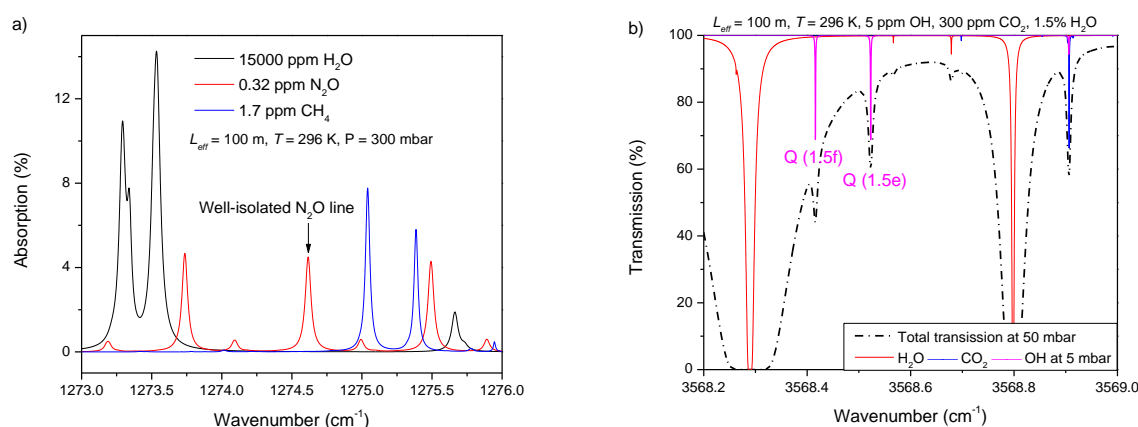 a)
15000 ppm H₂O
0.32 ppm N₂O
1.7 ppm CH₄
L_eff = 100 m, T = 296 K, P = 300 mbar
Well-isolated N₂O line
Absorption (%)
12
8
4
0
1273.0 1273.5 1274.0 1274.5 1275.0 1275.5 1276.0
Wavenumber (cm⁻¹)
b)
L_eff = 100 m, T = 296 K, 5 ppm OH, 300 ppm CO₂, 1.5% H₂O
Transmission (%)
100
80
60
40
20
0
Q (1.5f)
Q (1.5e)
Total transission at 50 mbar
H₂O CO₂ OH at 5 mbar
3568.2 3568.4 3568.6 3568.8 3569.0
Wavenumber (cm⁻¹)